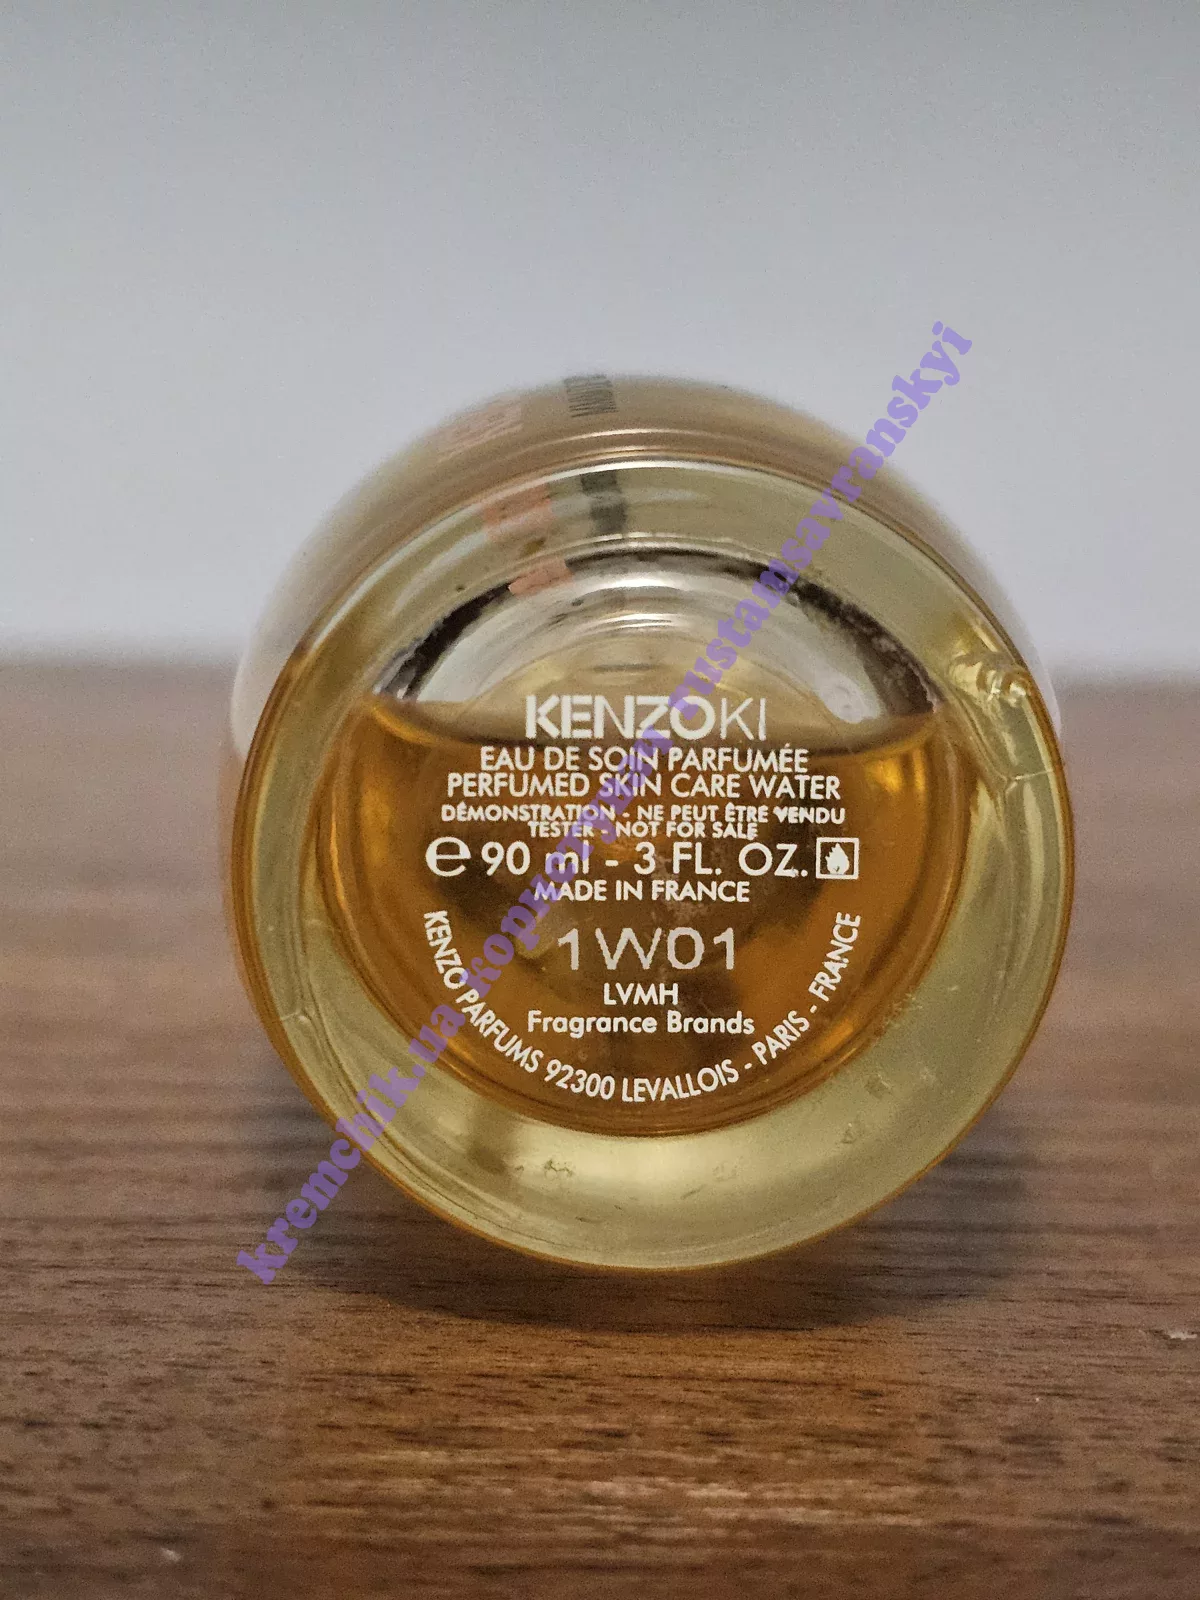 KENZOKI
EAU DE SOIN PARFUMÉE
PERFUMED SKIN CARE WATER
DÉMONSTRATION - NE PEUT ÊTRE VENDU
TESTER - NOT FOR SALE
e 90 ml - 3 FL. OZ.
MADE IN FRANCE
1W01
LVMH
Fragrance Brands
KENZO PARFUMS 92300 LEVALLOIS - PARIS - FRANCE